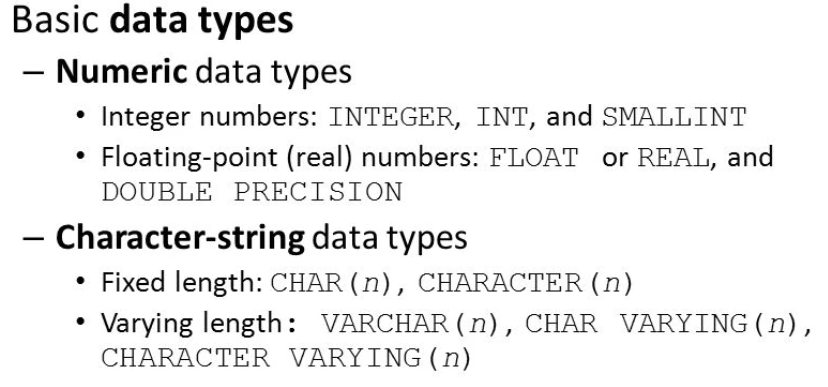 Basic data types
– Numeric data types
• Integer numbers: INTEGER, INT, and SMALLINT
• Floating-point (real) numbers: FLOAT or REAL, and
DOUBLE PRECISION
– Character-string data types
• Fixed length: CHAR(n), CHARACTER(n)
• Varying length: VARCHAR(n), CHAR VARYING(n),
CHARACTER VARYING(n)